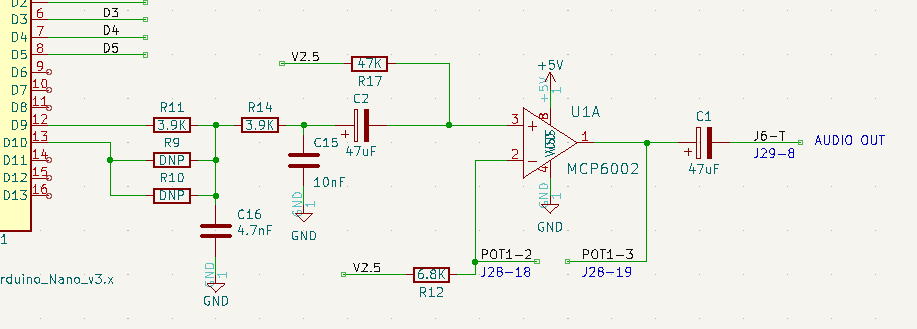 D2
D3 6 D3
D4 7 D4
D5 8 D5
D6 9
D7 10
D8 11
D9 12
D10 13
D11 14
D12 15
D13 16
1
rduino_Nano_v3.x
R11
3.9K
R9
DNP
R10
DNP
C16
4.7nF
GND 1
GND
R14
3.9K
C15
10nF
GND 1
GND
V2.5
47K
R17
C2
+
47uF
+5V
+5V 1
8
U1A
3 +
2 −
1
4
MCP6002
GND 1
GND
V2.5
6.8K
R12
POT1-2
J28-18
POT1-3
J28-19
C1
+
47uF
J6-T
J29-8
AUDIO OUT